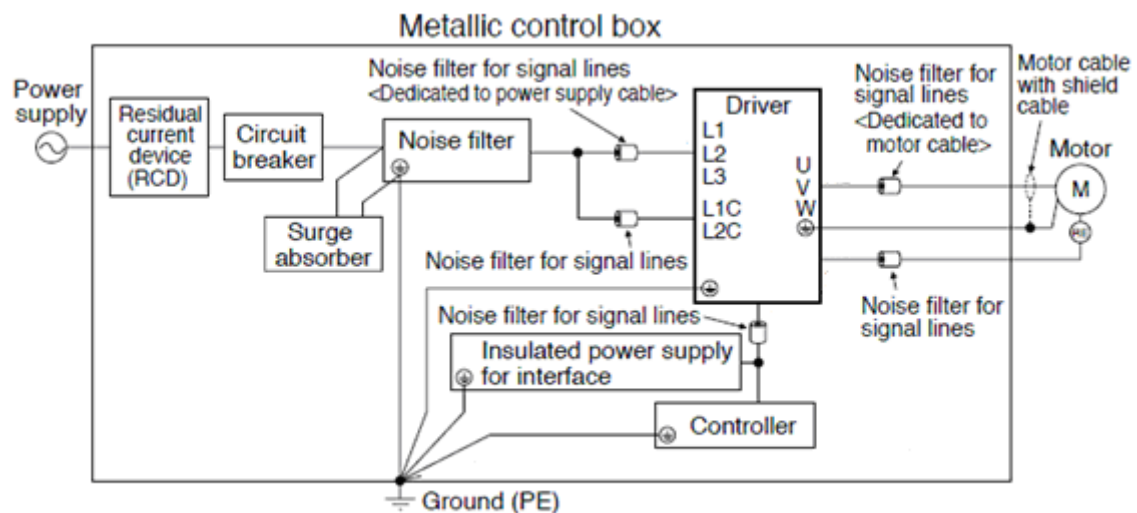 Metallic control box
Power
supply
Residual
current
device
(RCD)
Circuit
breaker
Surge
absorber
Noise filter for signal lines
<Dedicated to power supply cable>
Noise filter
Noise filter for signal lines
Driver
L1
L2
L3
L1C
L2C
U
V
W
Noise filter for
signal lines
<Dedicated to
motor cable>
Motor cable
with shield
cable
Motor
M
RE
Noise filter for
signal lines
Noise filter for signal lines
Insulated power supply
for interface
Controller
Ground (PE)